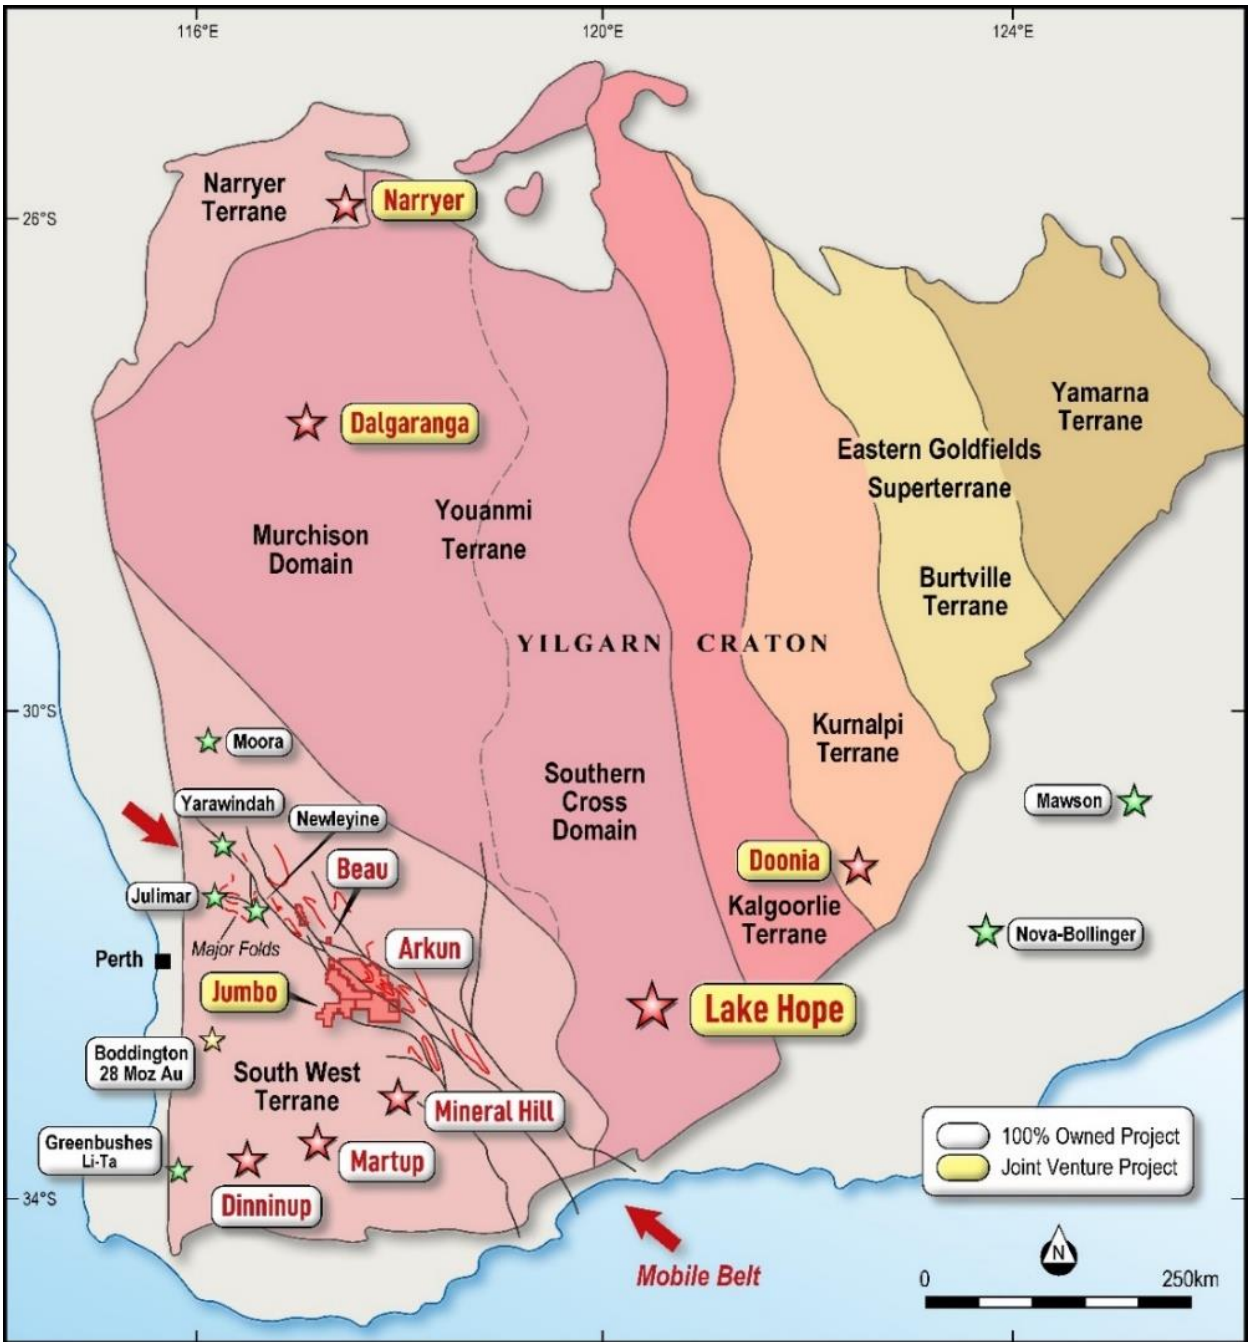 116°E
120°E
124°E
26°S
30°S
34°S
Narryer
Terrane
Narryer
Dalgaranga
Murchison
Domain
Youanmi
Terrane
Yamarna
Terrane
Eastern Goldfields
Superterrane
Burtville
Terrane
YILGARN CRATON
Kurnalpi
Terrane
Southern
Cross
Domain
Moora
Yarawindah
Newleyine
Beau
Julimar
Major Folds
Perth
Arkun
Jumbo
Doonia
Kalgoorlie
Terrane
Mawson
Nova-Bollinger
Lake Hope
Boddington
28 Moz Au
South West
Terrane
Mineral Hill
Greenbushes
Li-Ta
Martup
Dinninup
Mobile Belt
100% Owned Project
Joint Venture Project
N
0 250km